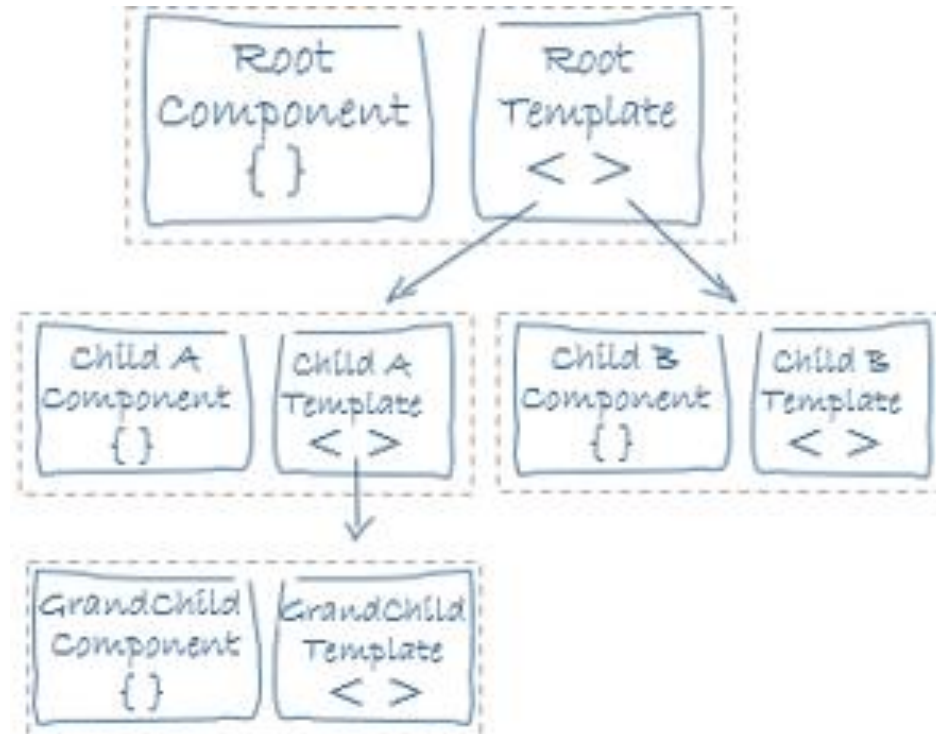 Root
Component
{ }
Root
Template
< >
Child A
Component
{ }
Child A
Template
< >
Child B
Component
{ }
Child B
Template
< >
GrandChild
Component
{ }
GrandChild
Template
< >